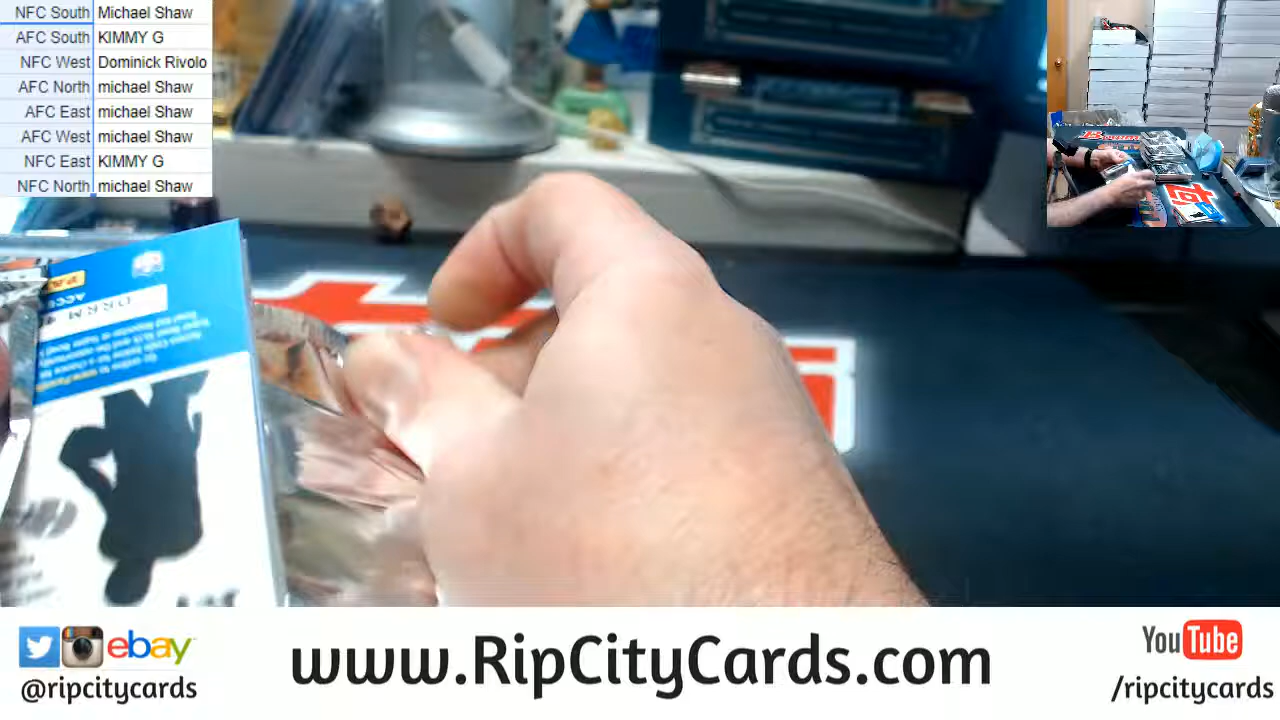 NFC South Michael Shaw
AFC South KIMMY G
NFC West Dominick Rivolo
AFC North michael Shaw
AFC East michael Shaw
AFC West michael Shaw
NFC East KIMMY G
NFC North michael Shaw
ebay
@ripcitycards
www.RipCityCards.com
YouTube
/ripcitycards